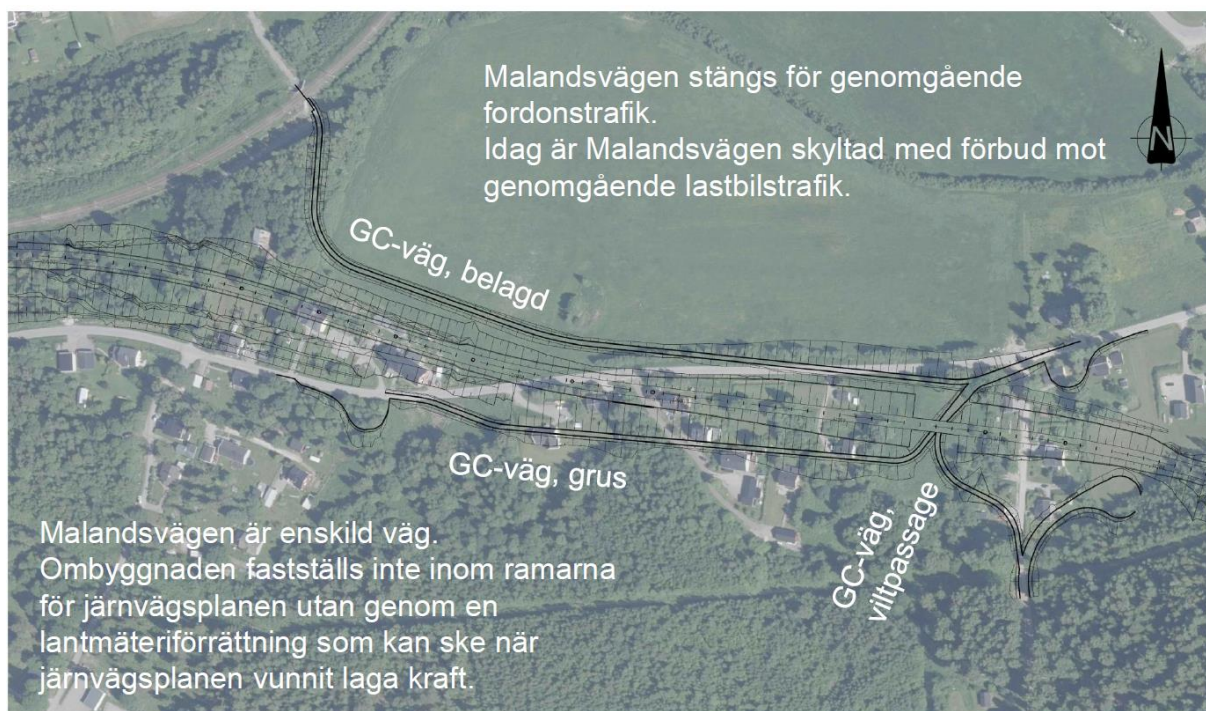 Malandsvägen stängs för genomgående
fordonstrafik.
Idag är Malandsvägen skyltad med förbud mot
genomgående lastbilstrafik.
N
GC-väg, belagd
GC-väg, grus
GC-väg,
viltpassage
Malandsvägen är enskild väg.
Ombyggnaden fastställs inte inom ramarna
för järnvägsplanen utan genom en
lantmäteriförrättning som kan ske när
järnvägsplanen vunnit laga kraft.